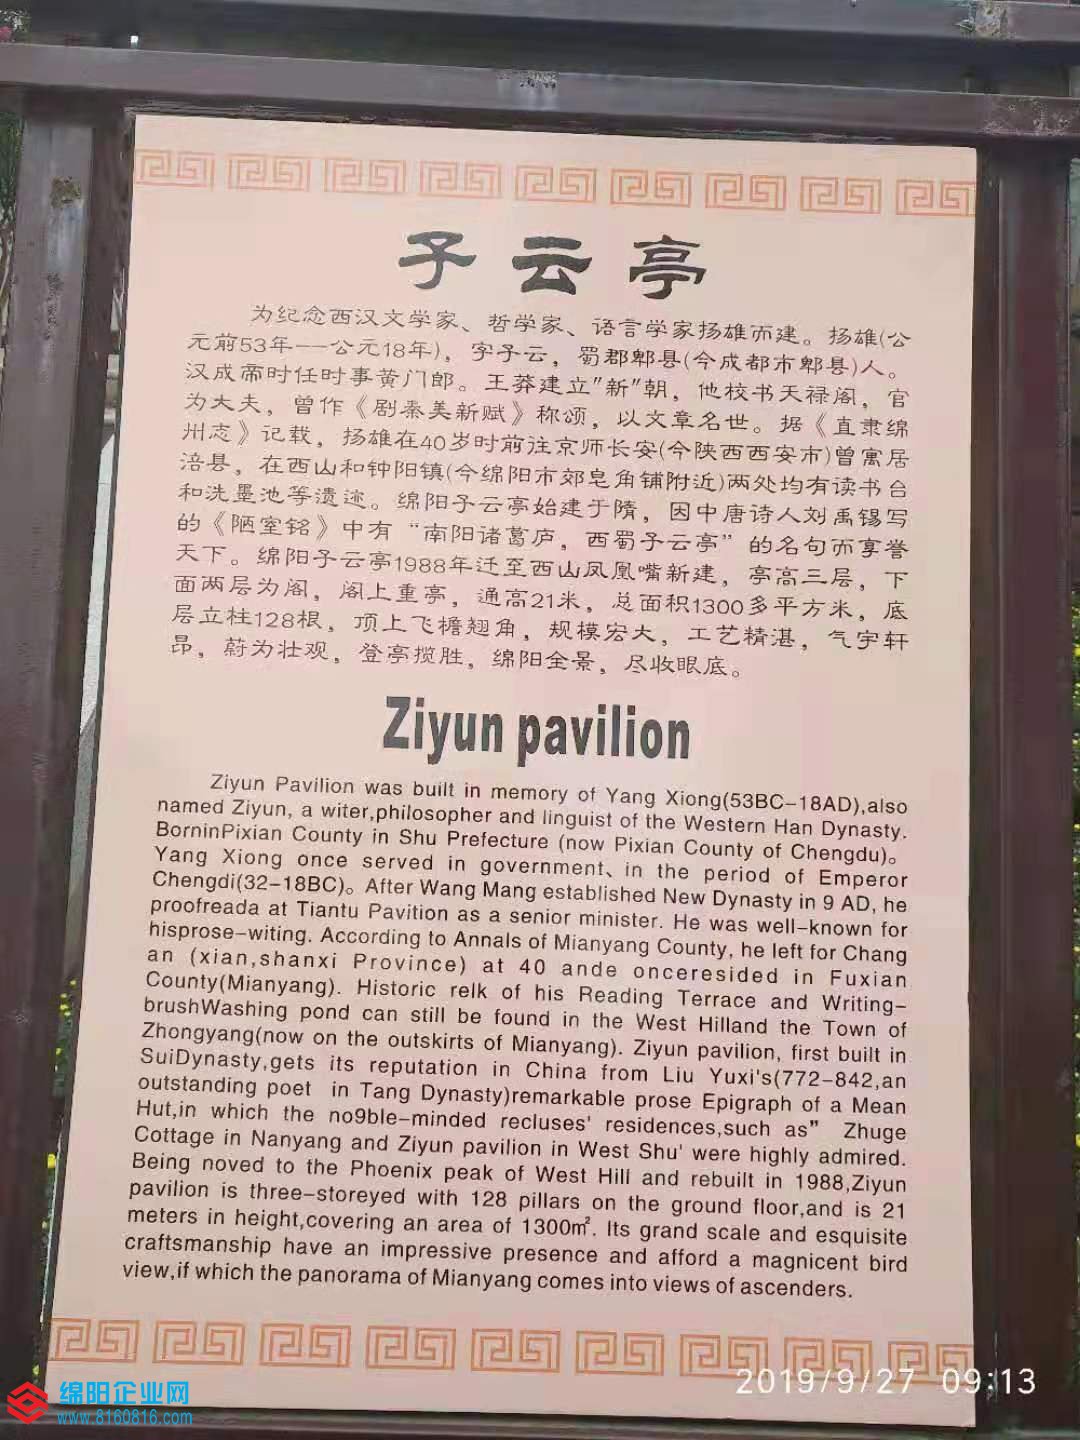 子云亭
为纪念西汉文学家、哲学家、语言学家扬雄而建。扬雄(公
元前53年——公元18年)，字子云，蜀郡郫县(今成都市郫县)人。
汉成帝时任时事黄门郎。王莽建立"新"朝，他校书天禄阁，官
为大夫，曾作《剧秦美新赋》称颂，以文章名世。据《直隶绵
州志》记载，扬雄在40岁时前往京师长安(今陕西西安市)曾寓居
涪县，在西山和钟阳镇(今绵阳市郊皂角铺附近)两处均有读书台
和洗墨池等遗迹。绵阳子云亭始建于隋，因中唐诗人刘禹锡写
的《陋室铭》中有“南阳诸葛庐，西蜀子云亭”的名句而享誉
天下。绵阳子云亭1988年迁至西山凤凰嘴新建，亭高三层，下
面两层为阁，阁上重亭，通高21米，总面积1300多平方米，底
层立柱128根，顶上飞檐翘角，规模宏大，工艺精湛，气宇轩
昂，蔚为壮观，登亭揽胜，绵阳全景，尽收眼底。
Ziyun pavilion
Ziyun Pavilion was built in memory of Yang Xiong(53BC-18AD),also
named Ziyun, a witer,philosopher and linguist of the Western Han Dynasty.
BorninPixian County in Shu Prefecture (now Pixian County of Chengdu)。
Yang Xiong once served in government、in the period of Emperor
Chengdi(32-18BC)。After Wang Mang established New Dynasty in 9 AD, he
proofreada at Tiantu Pavition as a senior minister. He was well-known for
hisprose-witing. According to Annals of Mianyang County, he left for Chang
an (xian,shanxi Province) at 40 ande onceresided in Fuxian
County(Mianyang). Historic relk of his Reading Terrace and Writing-
brushWashing pond can still be found in the West Hilland the Town of
Zhongyang(now on the outskirts of Mianyang). Ziyun pavilion, first built in
SuiDynasty,gets its reputation in China from Liu Yuxi's(772-842,an
outstanding poet in Tang Dynasty)remarkable prose Epigraph of a Mean
Hut,in which the no9ble-minded recluses' residences,such as” Zhuge
Cottage in Nanyang and Ziyun pavilion in West Shu' were highly admired.
Being noved to the Phoenix peak of West Hill and rebuilt in 1988,Ziyun
pavilion is three-storeyed with 128 pillars on the ground floor,and is 21
meters in height,covering an area of 1300㎡. Its grand scale and esquisite
craftsmanship have an impressive presence and afford a magnicent bird
view,if which the panorama of Mianyang comes into views of ascenders.
2019/9/27 09:13
绵阳企业网
www.8160816.com